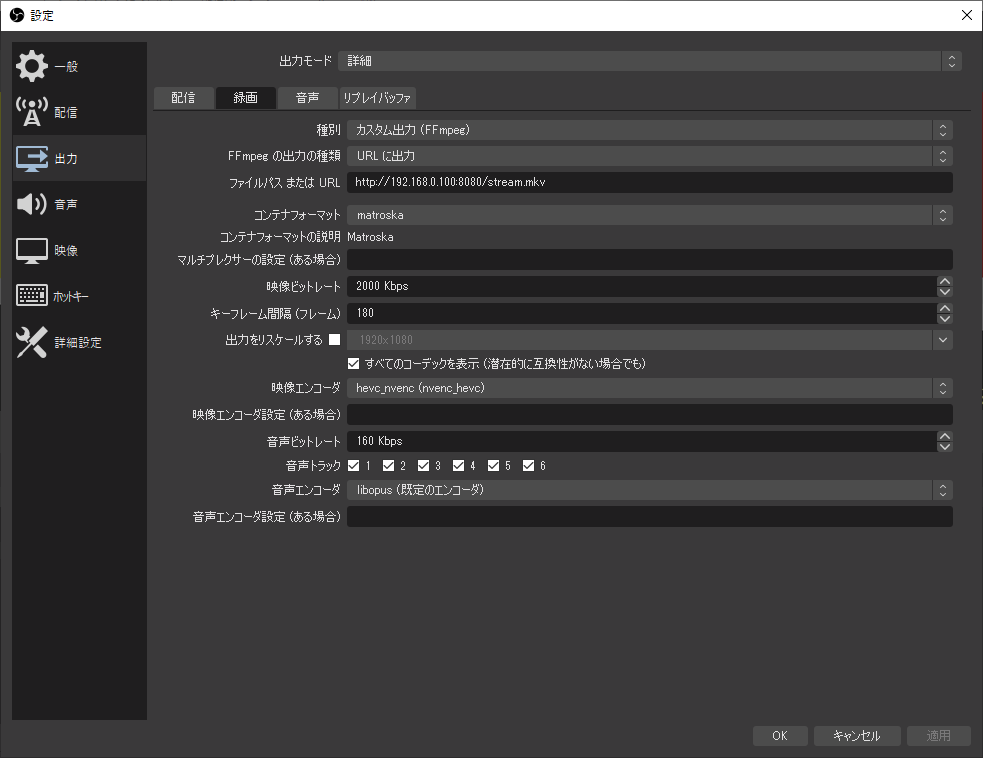 設定
一般
配信
出力
音声
映像
ホットキー
詳細設定
出力モード 詳細
配信 録画 音声 リプレイバッファ
種別 カスタム出力 (FFmpeg)
FFmpeg の出力の種類 URL に出力
ファイルパス または URL http://192.168.0.100:8080/stream.mkv
コンテナフォーマット matroska
コンテナフォーマットの説明 Matroska
マルチプレクサーの設定 (ある場合)
映像ビットレート 2000 Kbps
キーフレーム間隔 (フレーム) 180
出力をリスケールする 1920x1080
すべてのコーデックを表示 (潜在的に互換性がない場合でも)
映像エンコーダ hevc_nvenc (nvenc_hevc)
映像エンコーダ設定 (ある場合)
音声ビットレート 160 Kbps
音声トラック 1 2 3 4 5 6
音声エンコーダ libopus (既定のエンコーダ)
音声エンコーダ設定 (ある場合)
OK キャンセル 適用